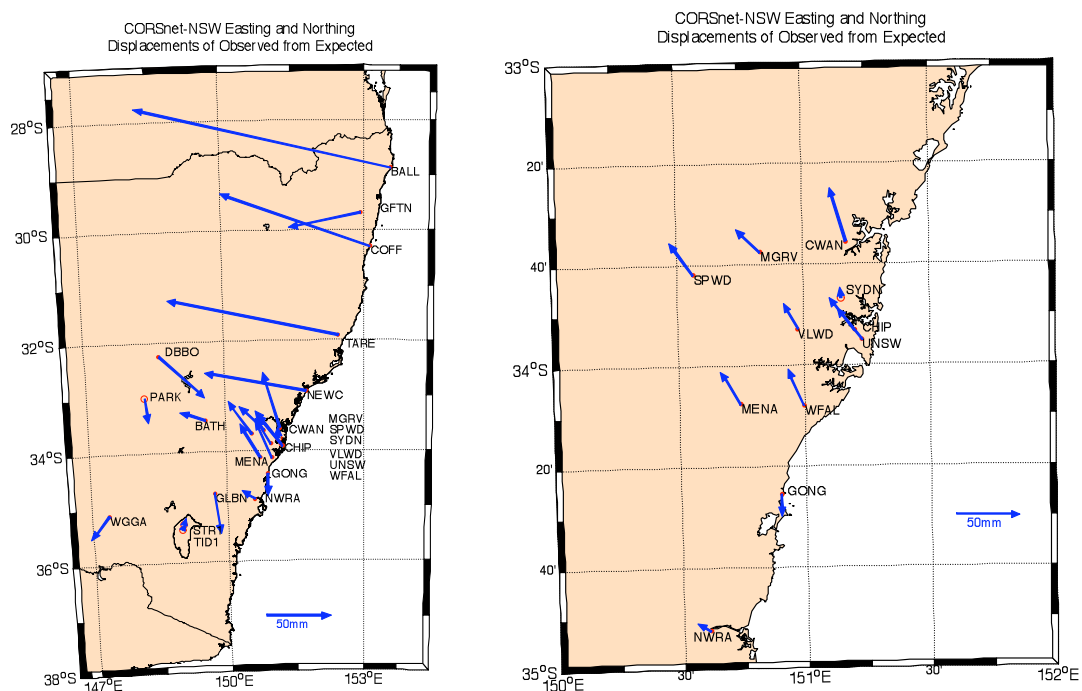 CORSnet-NSW Easting and Northing
Displacements of Observed from Expected
28°S
30°S
32°S
34°S
36°S
38°S
147°E
150°E
153°E
BALL
GFTN
COFF
TARE
DBBO
NEWC
PARK
BATH
CWAN
MGRV
SPWD
SYDN
VLWD
UNSW
WFAL
CHIP
MENA
GONG
GLBN
NWRA
WGGA
STR1
TID1
50mm
CORSnet-NSW Easting and Northing
Displacements of Observed from Expected
33°S
20'
40'
34°S
20'
40'
35°S
150°E
30'
151°E
30'
152°E
CWAN
MGRV
SPWD
SYDN
CHIP
VLWD
UNSW
MENA
WFAL
GONG
50mm
NWRA